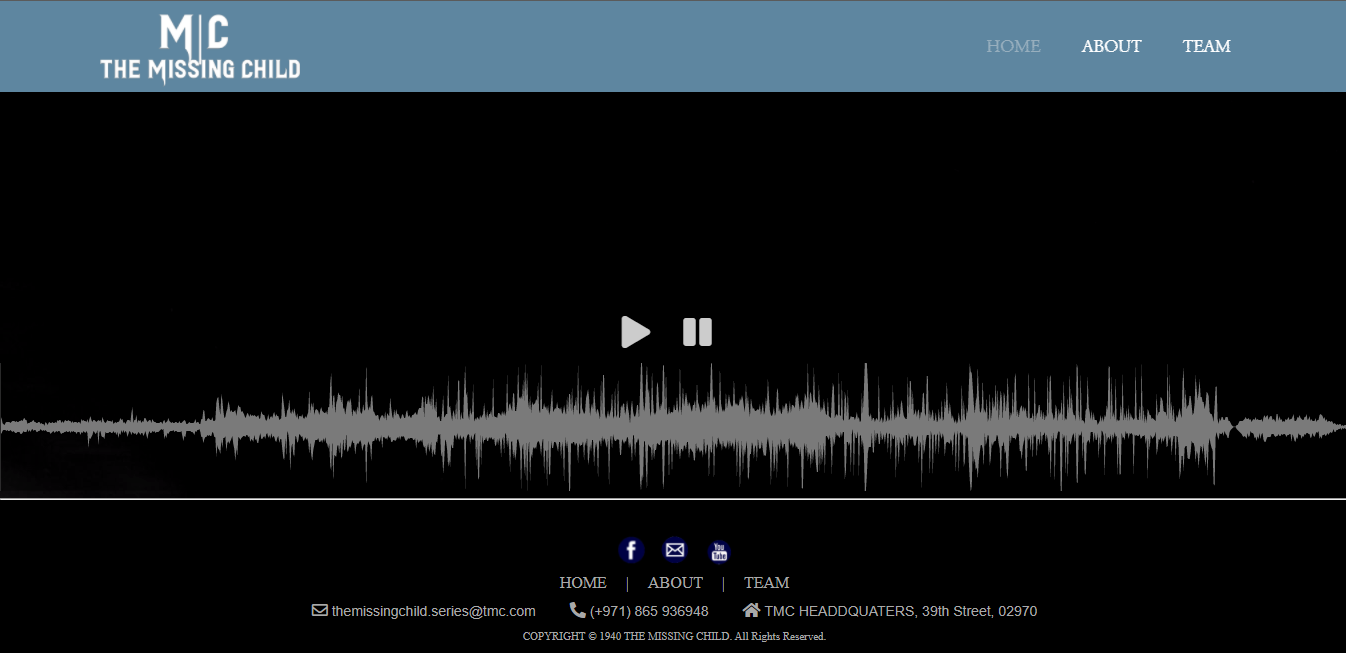 M|C
THE MISSING CHILD
HOME ABOUT TEAM
You
Tube
HOME | ABOUT | TEAM
themissingchild.series@tmc.com (+971) 865 936948 TMC HEADDQUATERS, 39th Street, 02970
COPYRIGHT © 1940 THE MISSING CHILD. All Rights Reserved.